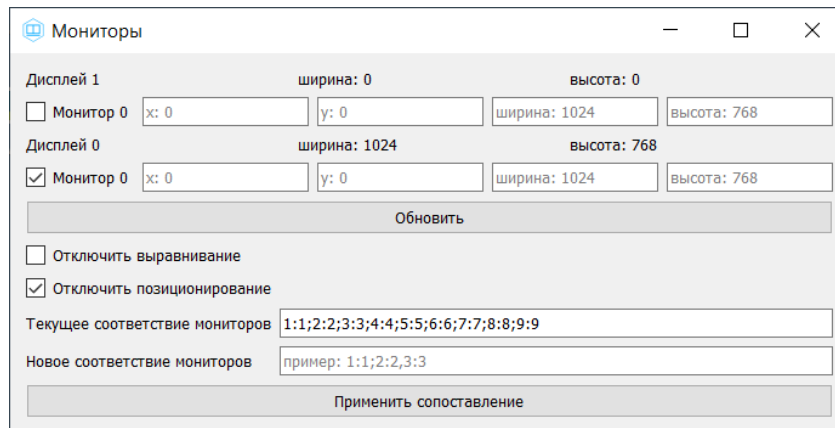 Мониторы
Дисплей 1 ширина: 0 высота: 0
Монитор 0 x: 0 y: 0 ширина: 1024 высота: 768
Дисплей 0 ширина: 1024 высота: 768
Монитор 0 x: 0 y: 0 ширина: 1024 высота: 768
Обновить
Отключить выравнивание
Отключить позиционирование
Текущее соответствие мониторов 1:1;2:2;3:3;4:4;5:5;6:6;7:7;8:8;9:9
Новое соответствие мониторов пример: 1:1;2:2,3:3
Применить сопоставление